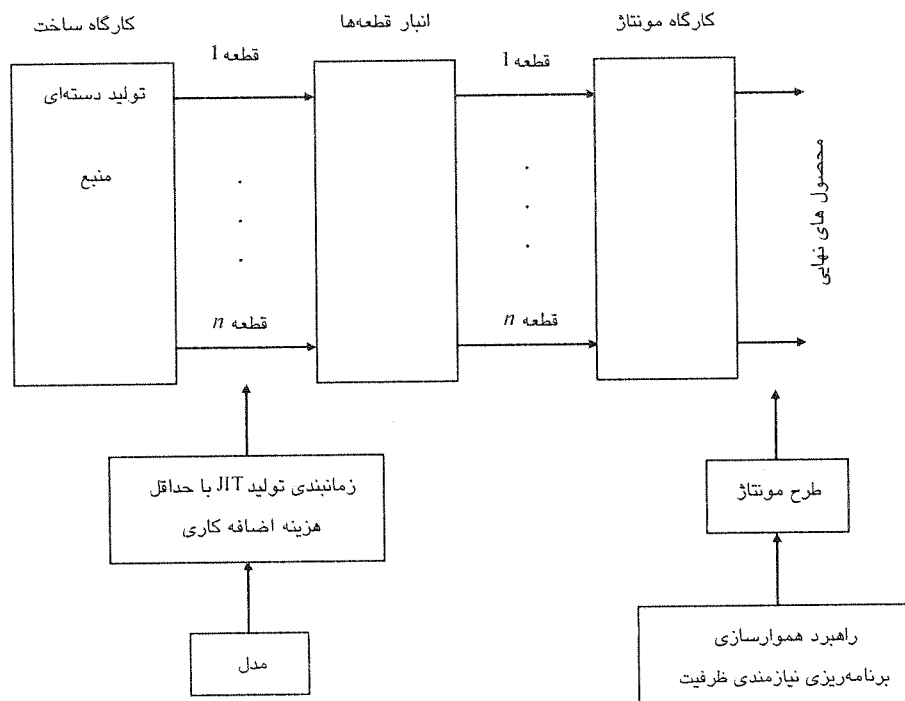 کارگاه ساخت
انبار قطعه‌ها
کارگاه مونتاژ
تولید دسته‌ای
منبع
قطعه 1
قطعه 1
قطعه n
قطعه n
محصول های نهایی
زمانبندی تولید JIT با حداقل
هزینه اضافه کاری
مدل
طرح مونتاژ
راهبرد هموارسازی
برنامه‌ریزی نیازمندی ظرفیت